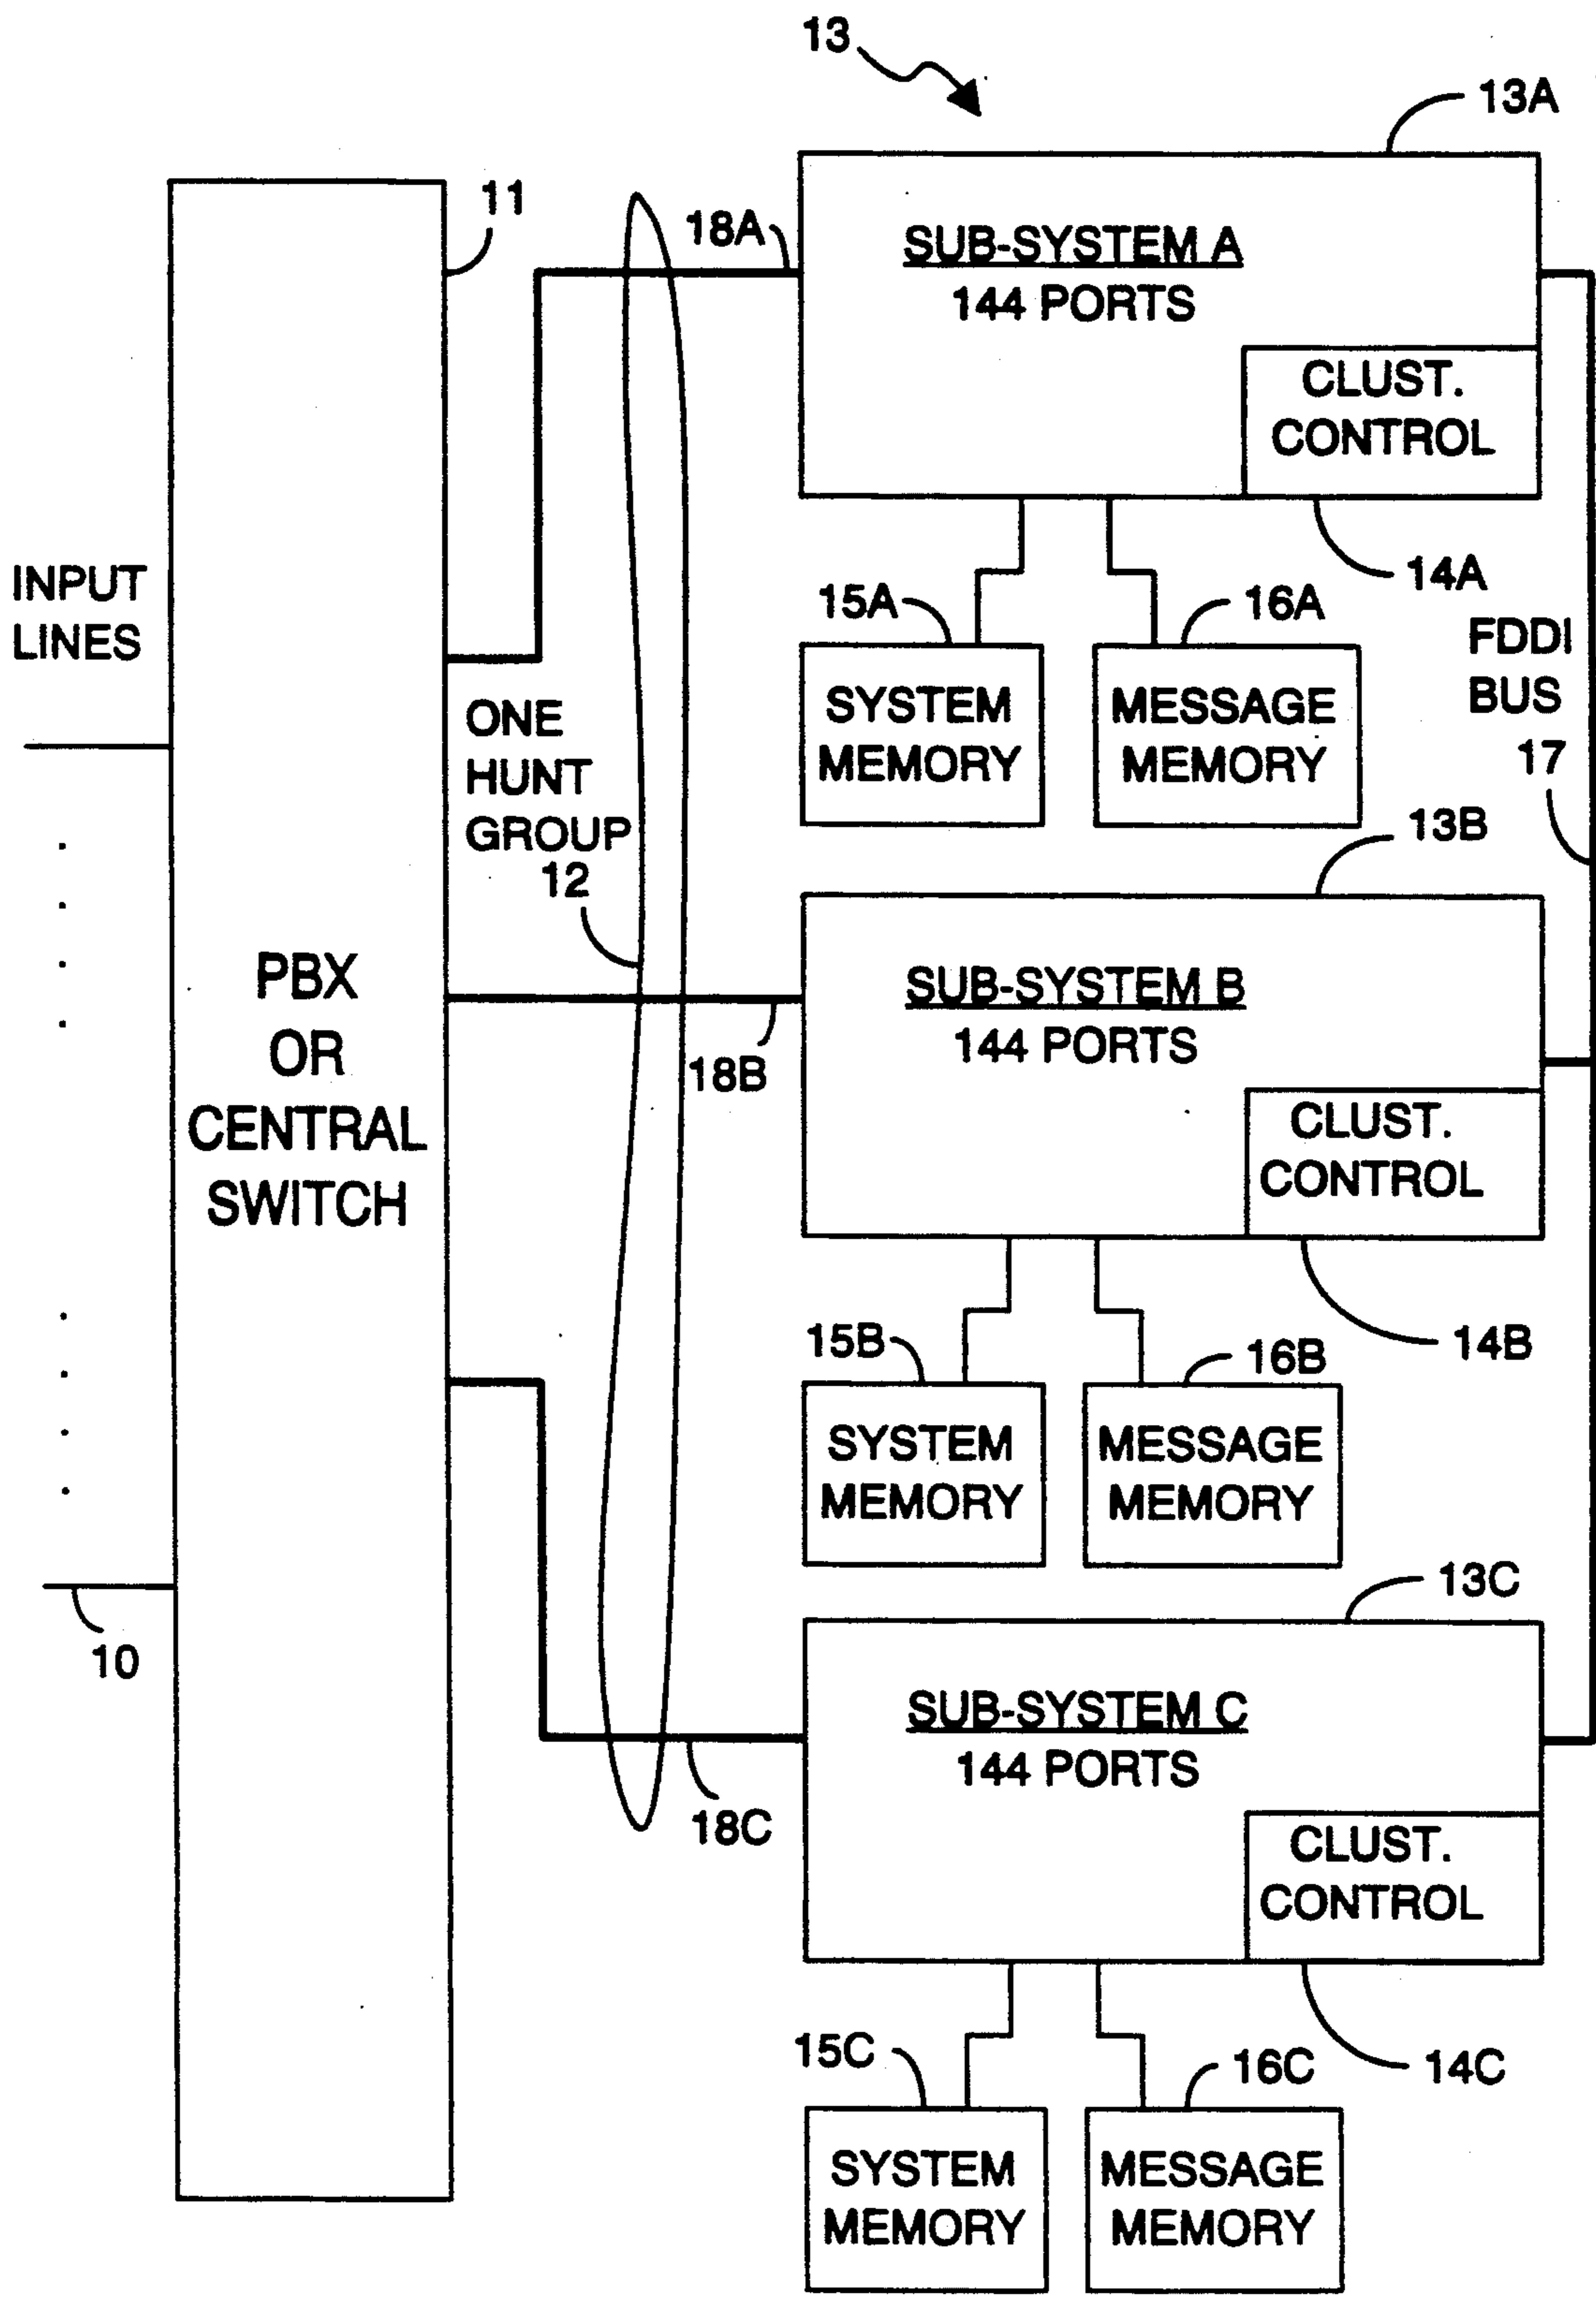 13
13A
11
18A
SUB-SYSTEM A
144 PORTS
CLUST.
CONTROL
14A
INPUT
LINES
15A
16A
FDDI
BUS
17
SYSTEM
MEMORY
MESSAGE
MEMORY
ONE
HUNT
GROUP
12
13B
PBX
OR
CENTRAL
SWITCH
SUB-SYSTEM B
144 PORTS
18B
CLUST.
CONTROL
14B
15B
16B
SYSTEM
MEMORY
MESSAGE
MEMORY
10
13C
SUB-SYSTEM C
144 PORTS
18C
CLUST.
CONTROL
14C
15C
16C
SYSTEM
MEMORY
MESSAGE
MEMORY